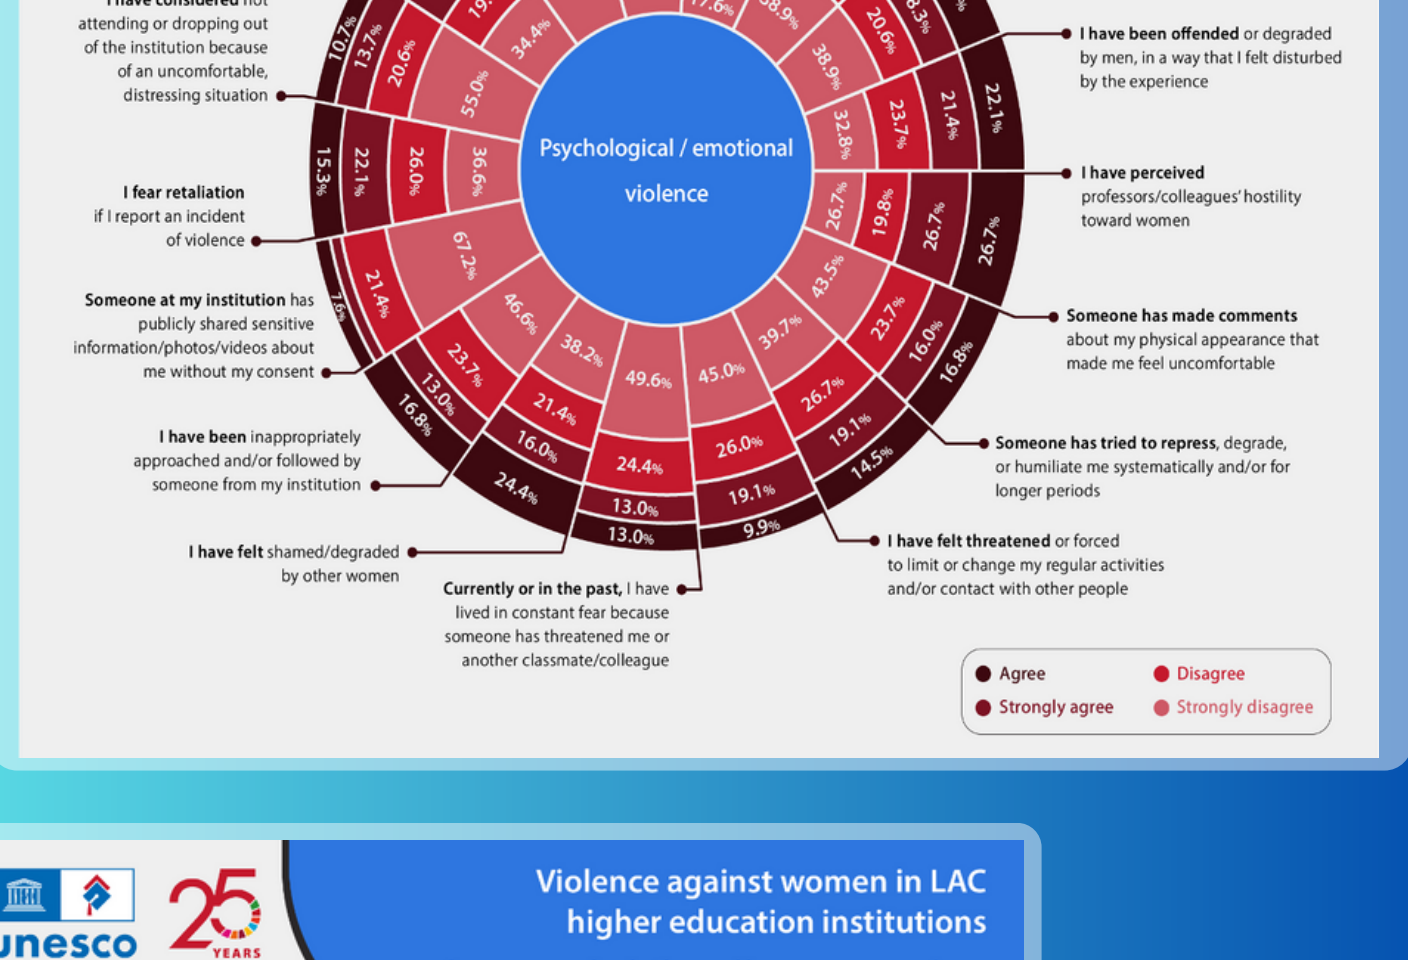 I have considered not
attending or dropping out
of the institution because
of an uncomfortable,
distressing situation
I fear retaliation
if I report an incident
of violence
Someone at my institution has
publicly shared sensitive
information/photos/videos about
me without my consent
I have been inappropriately
approached and/or followed by
someone from my institution
I have felt shamed/degraded
by other women
Currently or in the past, I have
lived in constant fear because
someone has threatened me or
another classmate/colleague
I have felt threatened or forced
to limit or change my regular activities
and/or contact with other people
Someone has tried to repress, degrade,
or humiliate me systematically and/or for
longer periods
Someone has made comments
about my physical appearance that
made me feel uncomfortable
I have perceived
professors/colleagues' hostility
toward women
I have been offended or degraded
by men, in a way that I felt disturbed
by the experience
Psychological / emotional
violence
10.7%
13.7%
20.6%
55.0%
34.4%
15.3%
22.1%
26.0%
36.6%
7.6%
21.4%
67.2%
16.8%
13.0%
23.7%
46.6%
24.4%
16.0%
21.4%
38.2%
13.0%
13.0%
24.4%
49.6%
9.9%
19.1%
26.0%
45.0%
14.5%
19.1%
26.7%
39.7%
16.8%
16.0%
23.7%
43.5%
26.7%
26.7%
19.8%
26.7%
22.1%
21.4%
23.7%
32.8%
20.6%
38.9%
Agree
Disagree
Strongly agree
Strongly disagree
unesco
25
YEARS
Violence against women in LAC
higher education institutions